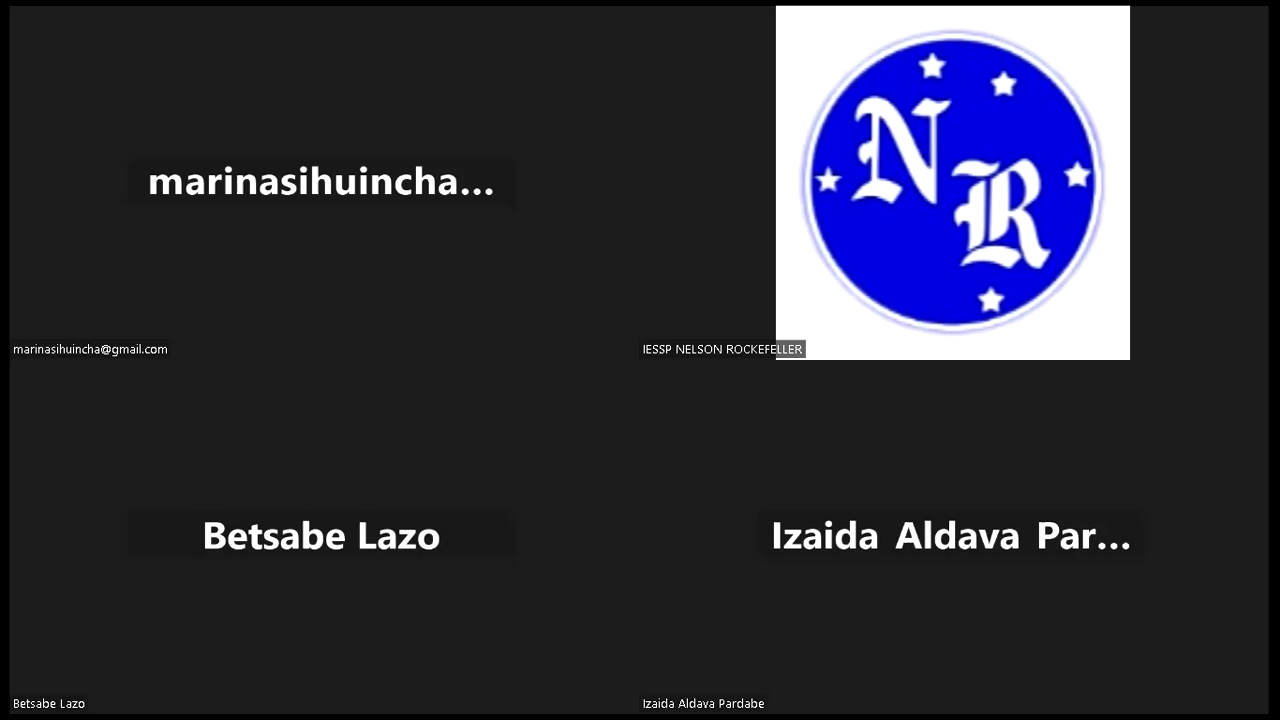 marinasihuincha...
marinasihuincha@gmail.com
NR
IESSP NELSON ROCKEFELLER
Betsabe Lazo
Betsabe Lazo
Izaida Aldava Par...
Izaida Aldava Pardabe